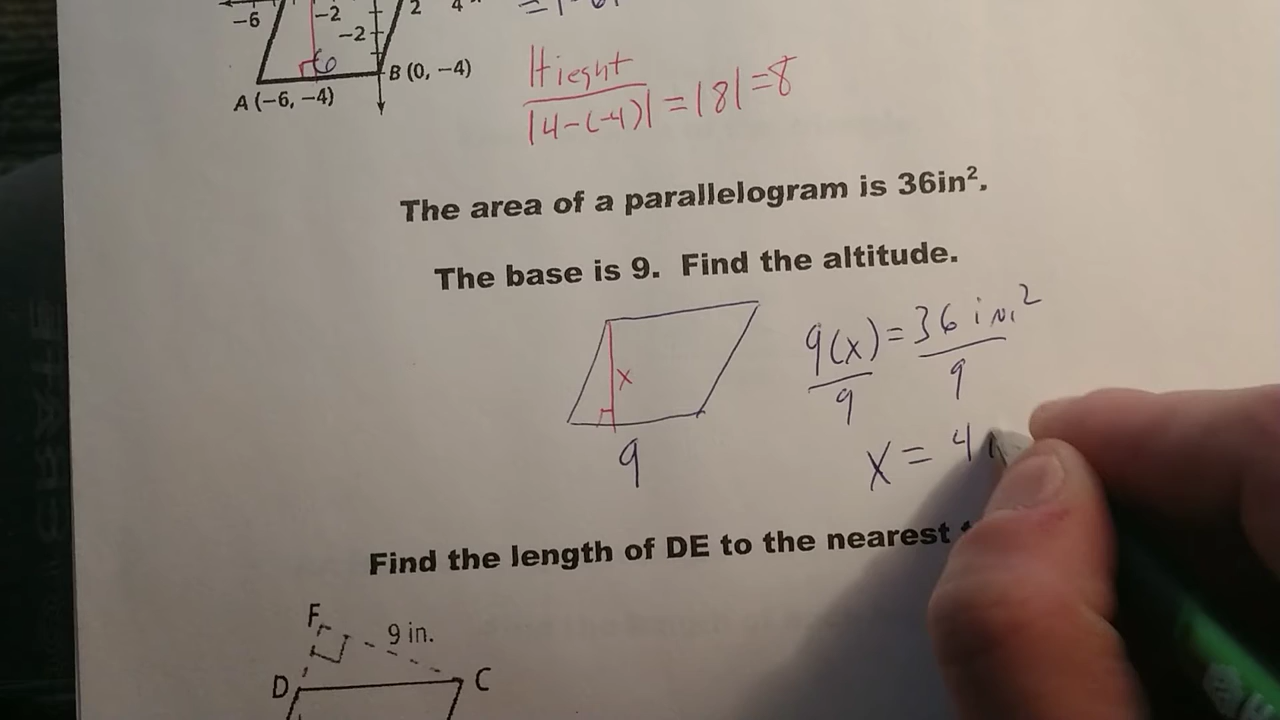 -6 -2 2 4
-2
6 B (0, -4)
A (-6, -4)
Hieght
|4-(-4)| = |8| = 8
The area of a parallelogram is 36in².
The base is 9. Find the altitude.
9(x) = 36 in.²
9 9
x
9
x = 4
Find the length of DE to the nearest
F
9 in.
D C